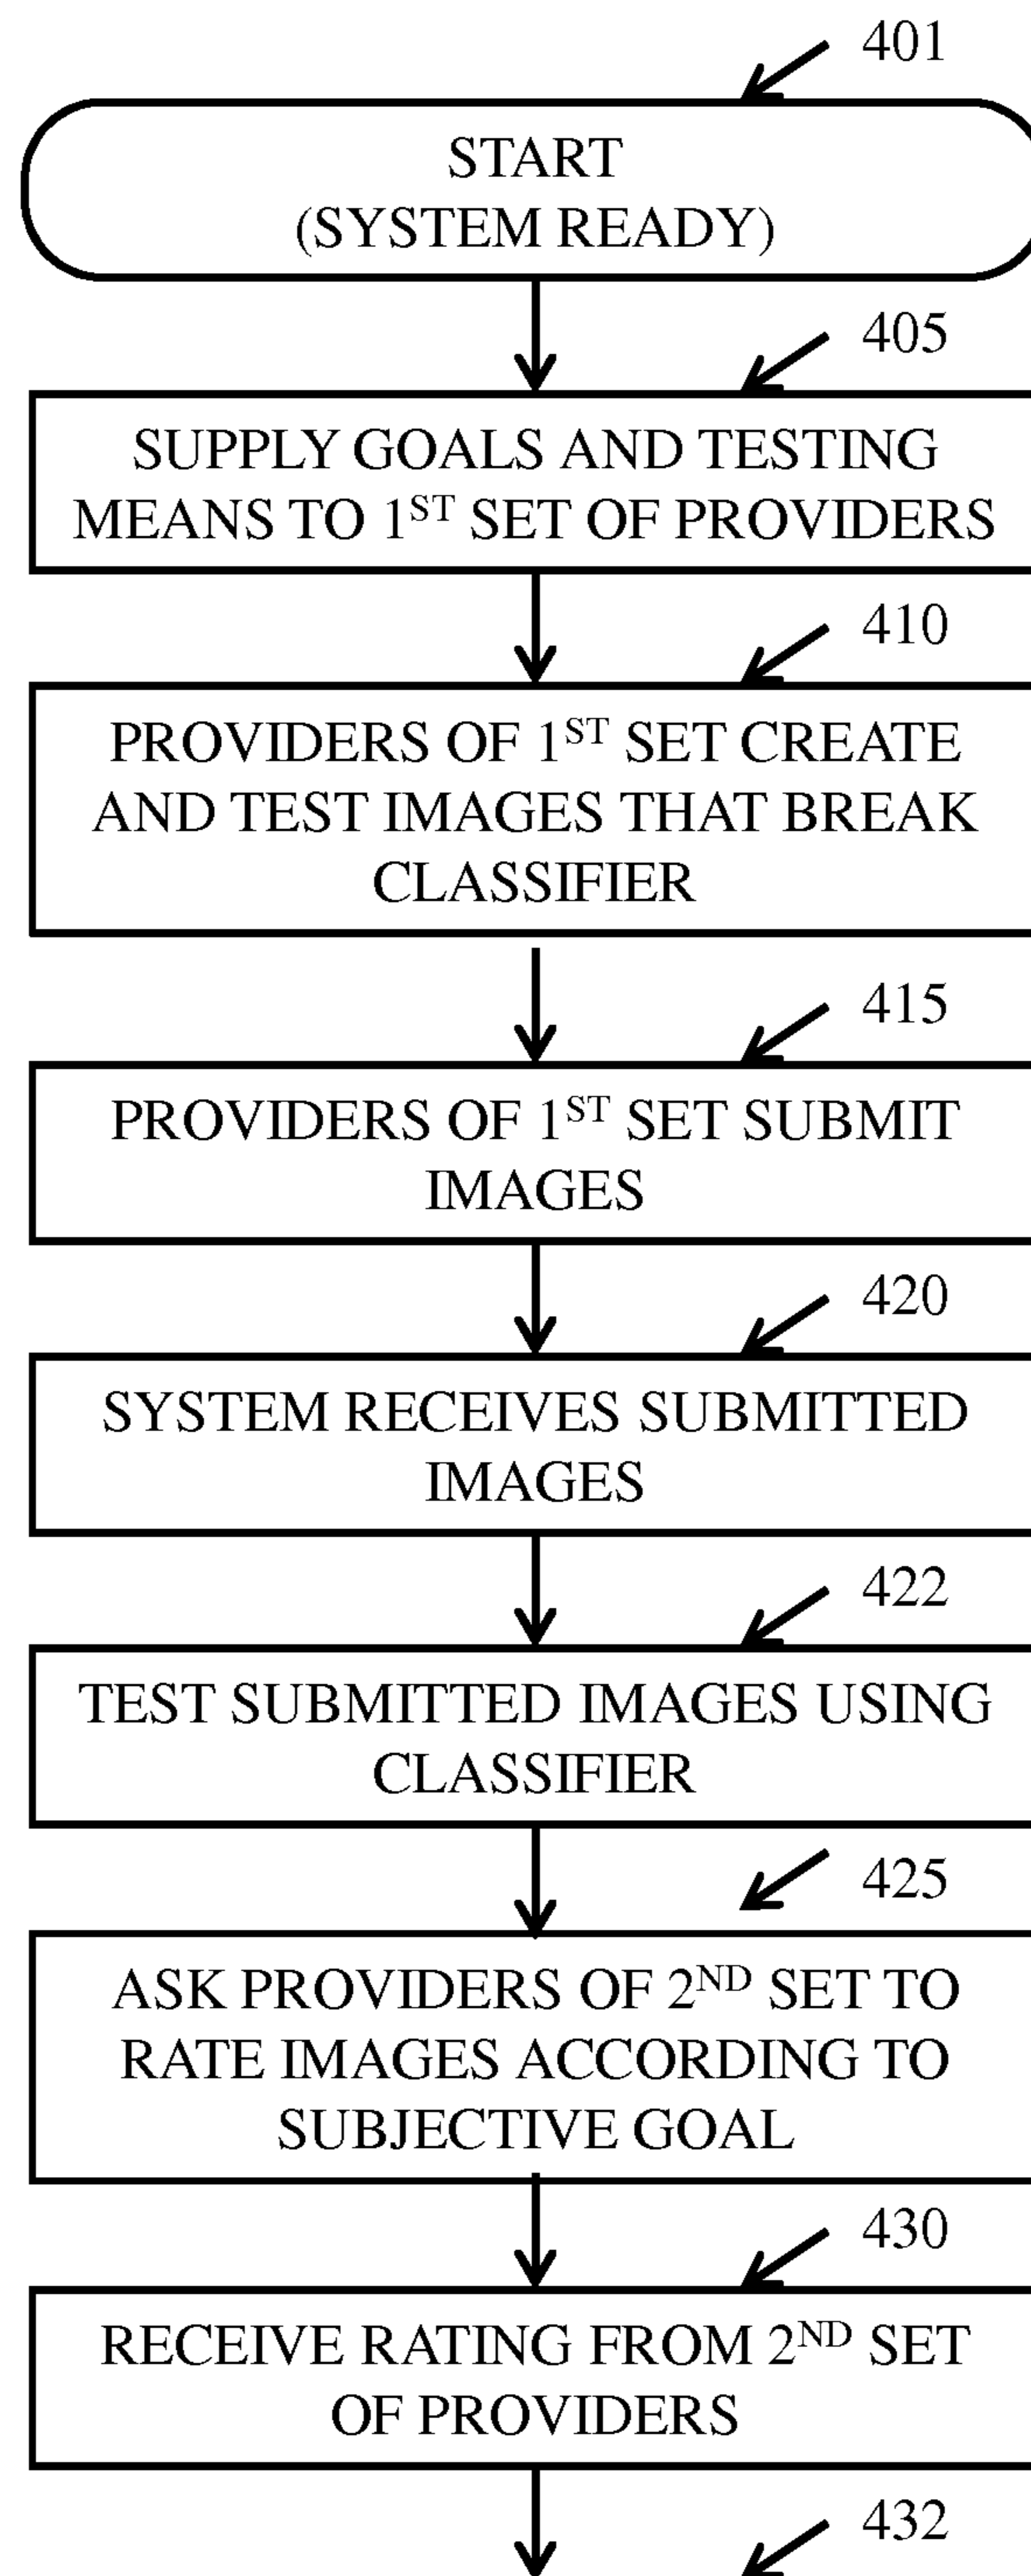 401
START
(SYSTEM READY)
405
SUPPLY GOALS AND TESTING
MEANS TO 1ST SET OF PROVIDERS
410
PROVIDERS OF 1ST SET CREATE
AND TEST IMAGES THAT BREAK
CLASSIFIER
415
PROVIDERS OF 1ST SET SUBMIT
IMAGES
420
SYSTEM RECEIVES SUBMITTED
IMAGES
422
TEST SUBMITTED IMAGES USING
CLASSIFIER
425
ASK PROVIDERS OF 2ND SET TO
RATE IMAGES ACCORDING TO
SUBJECTIVE GOAL
430
RECEIVE RATING FROM 2ND SET
OF PROVIDERS
432